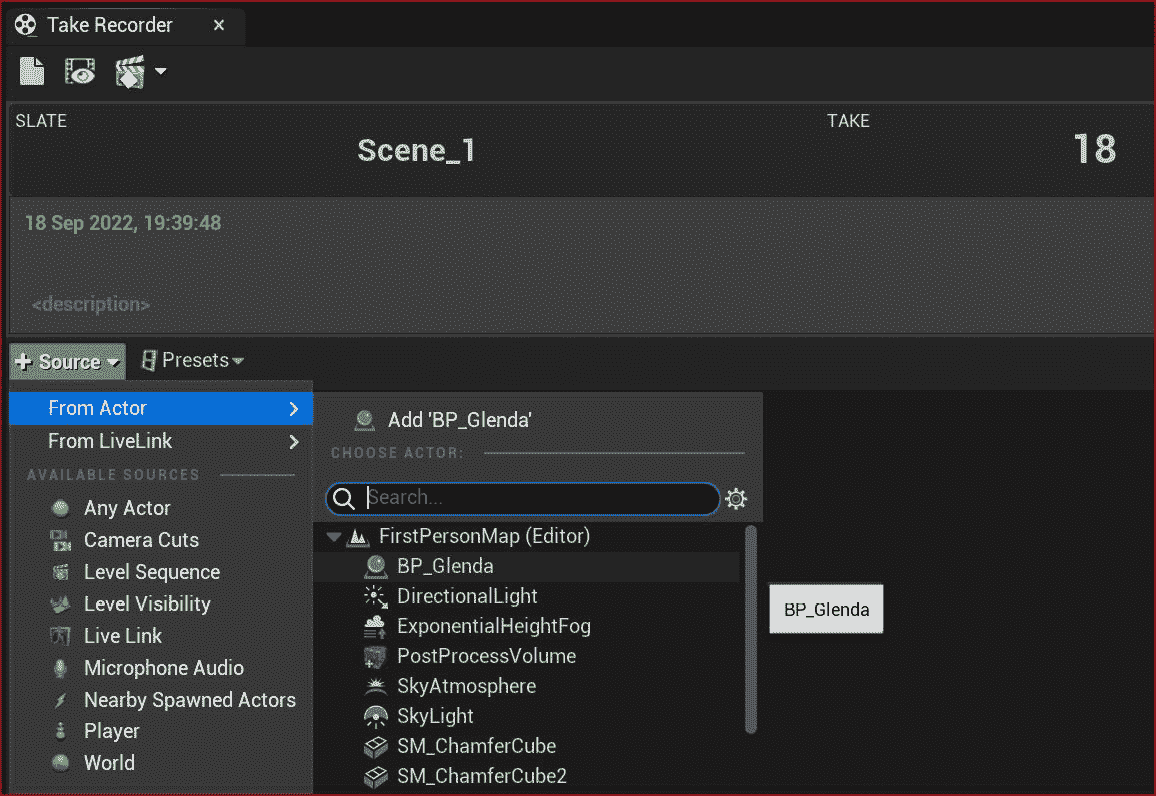 Take Recorder
SLATE
TAKE
Scene_1
18
18 Sep 2022, 19:39:48
<description>
Source
Presets
From Actor
From LiveLink
AVAILABLE SOURCES
Any Actor
Camera Cuts
Level Sequence
Level Visibility
Live Link
Microphone Audio
Nearby Spawned Actors
Player
World
Add 'BP_Glenda'
CHOOSE ACTOR:
Search...
FirstPersonMap (Editor)
BP_Glenda
DirectionalLight
ExponentialHeightFog
PostProcessVolume
SkyAtmosphere
SkyLight
SM_ChamferCube
SM_ChamferCube2
BP_Glenda